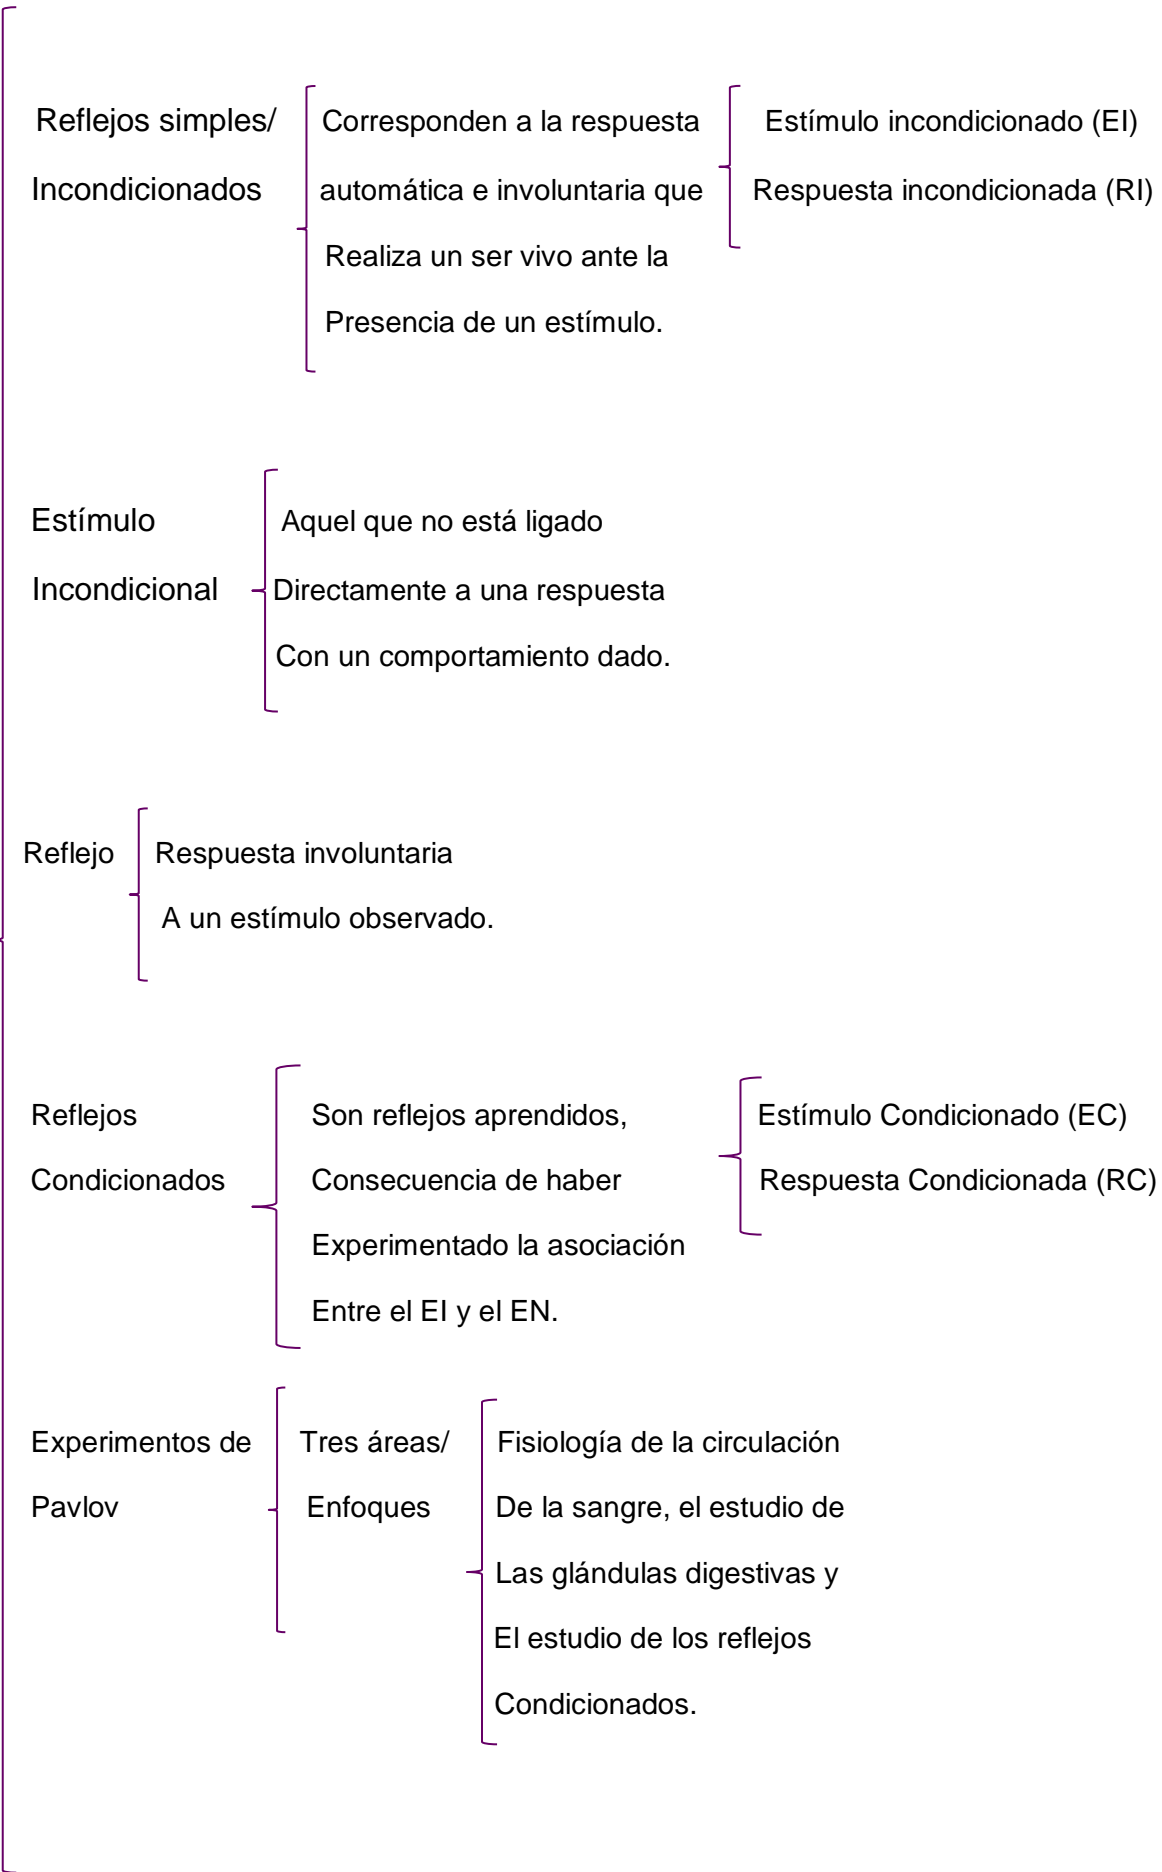 Reflejos simples/
Incondicionados
Corresponden a la respuesta
automática e involuntaria que
Realiza un ser vivo ante la
Presencia de un estímulo.
Estímulo incondicionado (EI)
Respuesta incondicionada (RI)
Estímulo
Incondicional
Aquel que no está ligado
Directamente a una respuesta
Con un comportamiento dado.
Reflejo
Respuesta involuntaria
A un estímulo observado.
Reflejos
Condicionados
Son reflejos aprendidos,
Consecuencia de haber
Experimentado la asociación
Entre el EI y el EN.
Estímulo Condicionado (EC)
Respuesta Condicionada (RC)
Experimentos de
Pavlov
Tres áreas/
Enfoques
Fisiología de la circulación
De la sangre, el estudio de
Las glándulas digestivas y
El estudio de los reflejos
Condicionados.